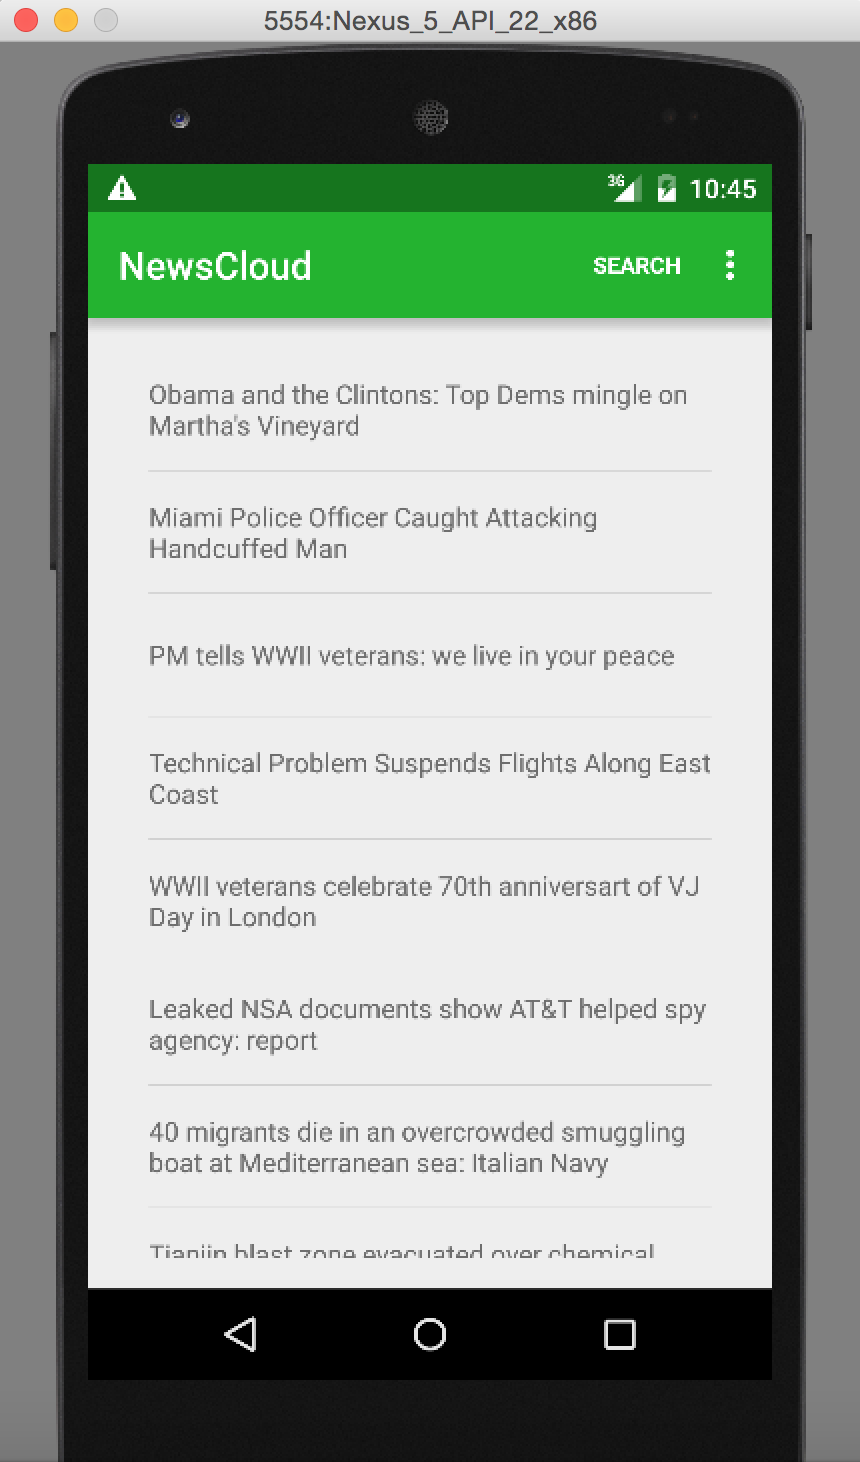 5554:Nexus_5_API_22_x86
3G 10:45
NewsCloud SEARCH
Obama and the Clintons: Top Dems mingle on
Martha's Vineyard
Miami Police Officer Caught Attacking
Handcuffed Man
PM tells WWII veterans: we live in your peace
Technical Problem Suspends Flights Along East
Coast
WWII veterans celebrate 70th anniversart of VJ
Day in London
Leaked NSA documents show AT&T helped spy
agency: report
40 migrants die in an overcrowded smuggling
boat at Mediterranean sea: Italian Navy
Tianjin blast zone evacuated over chemical